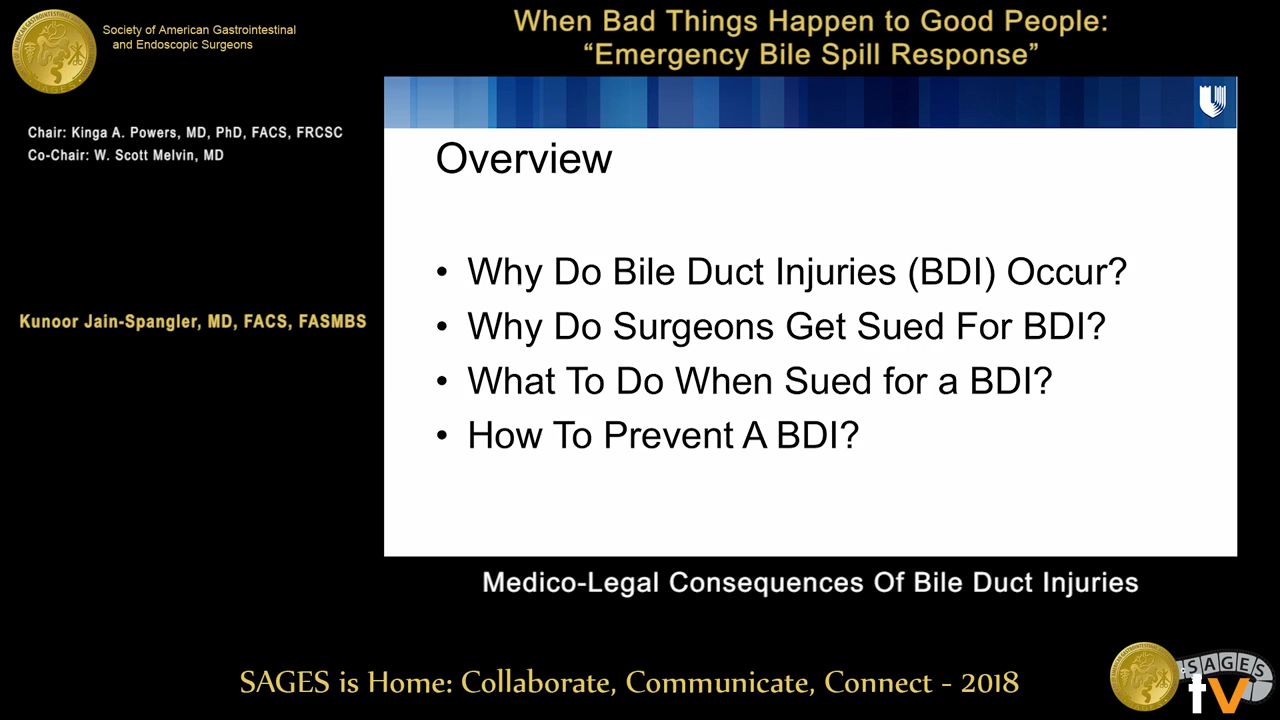 Society of American Gastrointestinal
and Endoscopic Surgeons
When Bad Things Happen to Good People:
“Emergency Bile Spill Response”
Chair: Kinga A. Powers, MD, PhD, FACS, FRCSC
Co-Chair: W. Scott Melvin, MD
Kunoor Jain-Spangler, MD, FACS, FASMBS
Overview
• Why Do Bile Duct Injuries (BDI) Occur?
• Why Do Surgeons Get Sued For BDI?
• What To Do When Sued for a BDI?
• How To Prevent A BDI?
Medico-Legal Consequences Of Bile Duct Injuries
SAGES is Home: Collaborate, Communicate, Connect - 2018
SAGES
tv